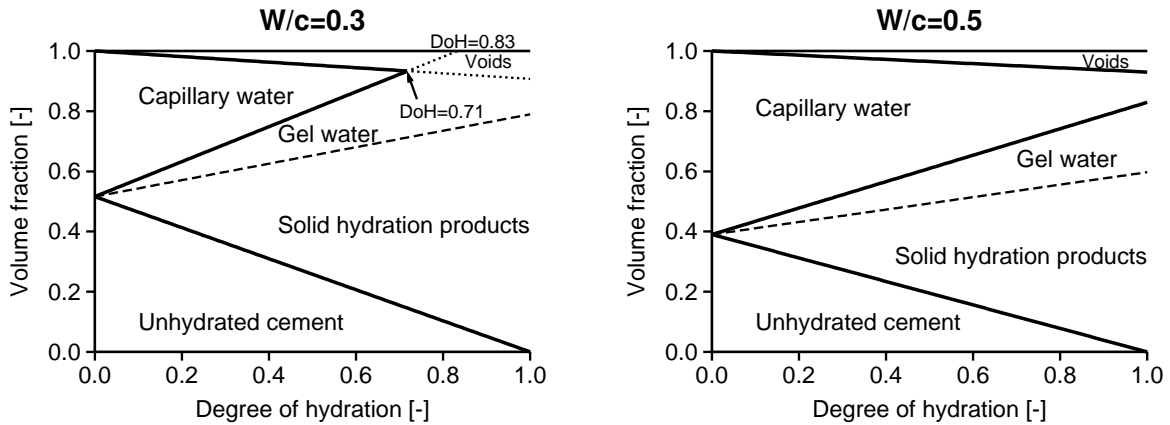 W/c=0.3
1.0
0.8
0.6
0.4
0.2
0.0
Volume fraction [-]
DoH=0.83
Voids
Capillary water
DoH=0.71
Gel water
Solid hydration products
Unhydrated cement
0.0 0.2 0.4 0.6 0.8 1.0
Degree of hydration [-]
W/c=0.5
1.0
0.8
0.6
0.4
0.2
0.0
Volume fraction [-]
Voids
Capillary water
Gel water
Solid hydration products
Unhydrated cement
0.0 0.2 0.4 0.6 0.8 1.0
Degree of hydration [-]